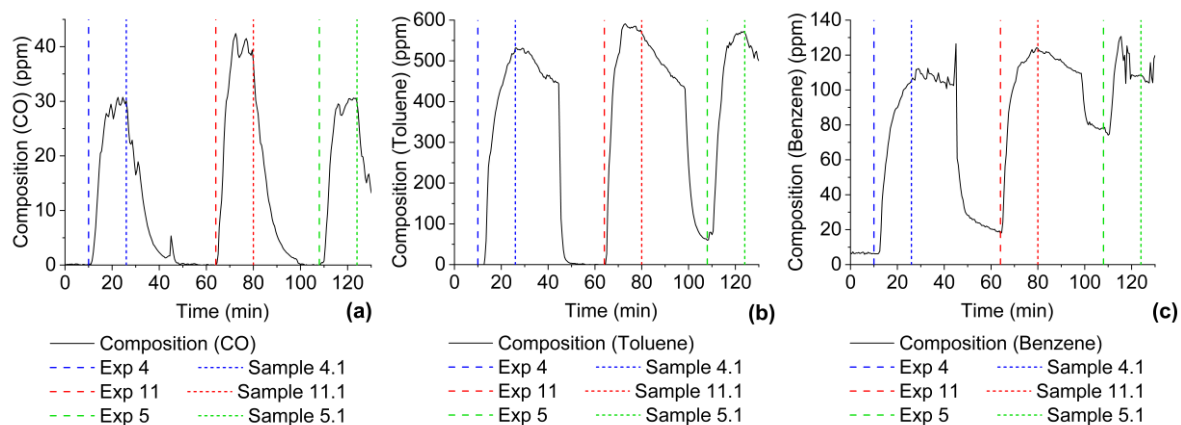 Composition (CO) (ppm)
40
30
20
10
0
0 20 40 60 80 100 120
Time (min)
(a)
Composition (CO)
Exp 4 Sample 4.1
Exp 11 Sample 11.1
Exp 5 Sample 5.1
Composition (Toluene) (ppm)
600
500
400
300
200
100
0
0 20 40 60 80 100 120
Time (min)
(b)
Composition (Toluene)
Exp 4 Sample 4.1
Exp 11 Sample 11.1
Exp 5 Sample 5.1
Composition (Benzene) (ppm)
140
120
100
80
60
40
20
0
0 20 40 60 80 100 120
Time (min)
(c)
Composition (Benzene)
Exp 4 Sample 4.1
Exp 11 Sample 11.1
Exp 5 Sample 5.1